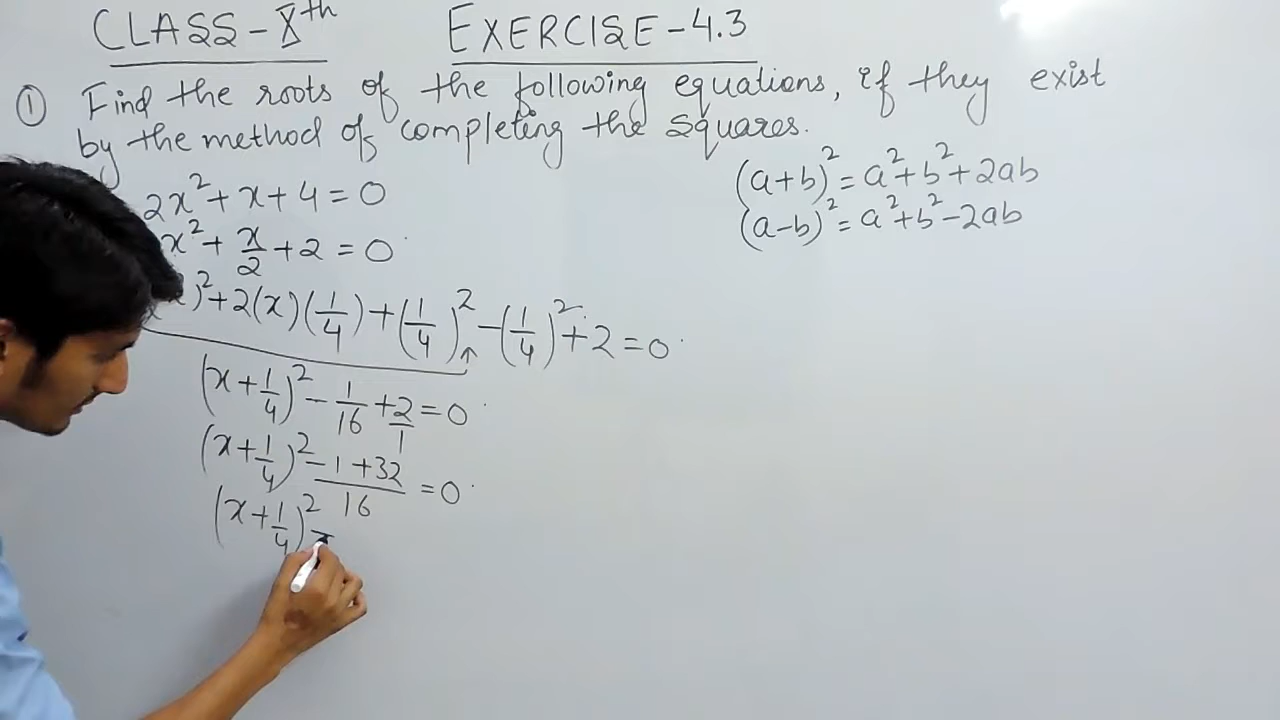 CLASS-Xth EXERCISE-4.3
① Find the roots of the following equations, if they exist
by the method of completing the squares.
(a+b)² = a²+b²+2ab
(a-b)² = a²+b²-2ab
2x²+x+4=0
x²+x/2+2=0
x)²+2(x)(1/4)+(1/4)²-(1/4)²+2=0
(x+1/4)²-1/16+2/1=0
(x+1/4)² -1+32/16 =0
(x+1/4)²=